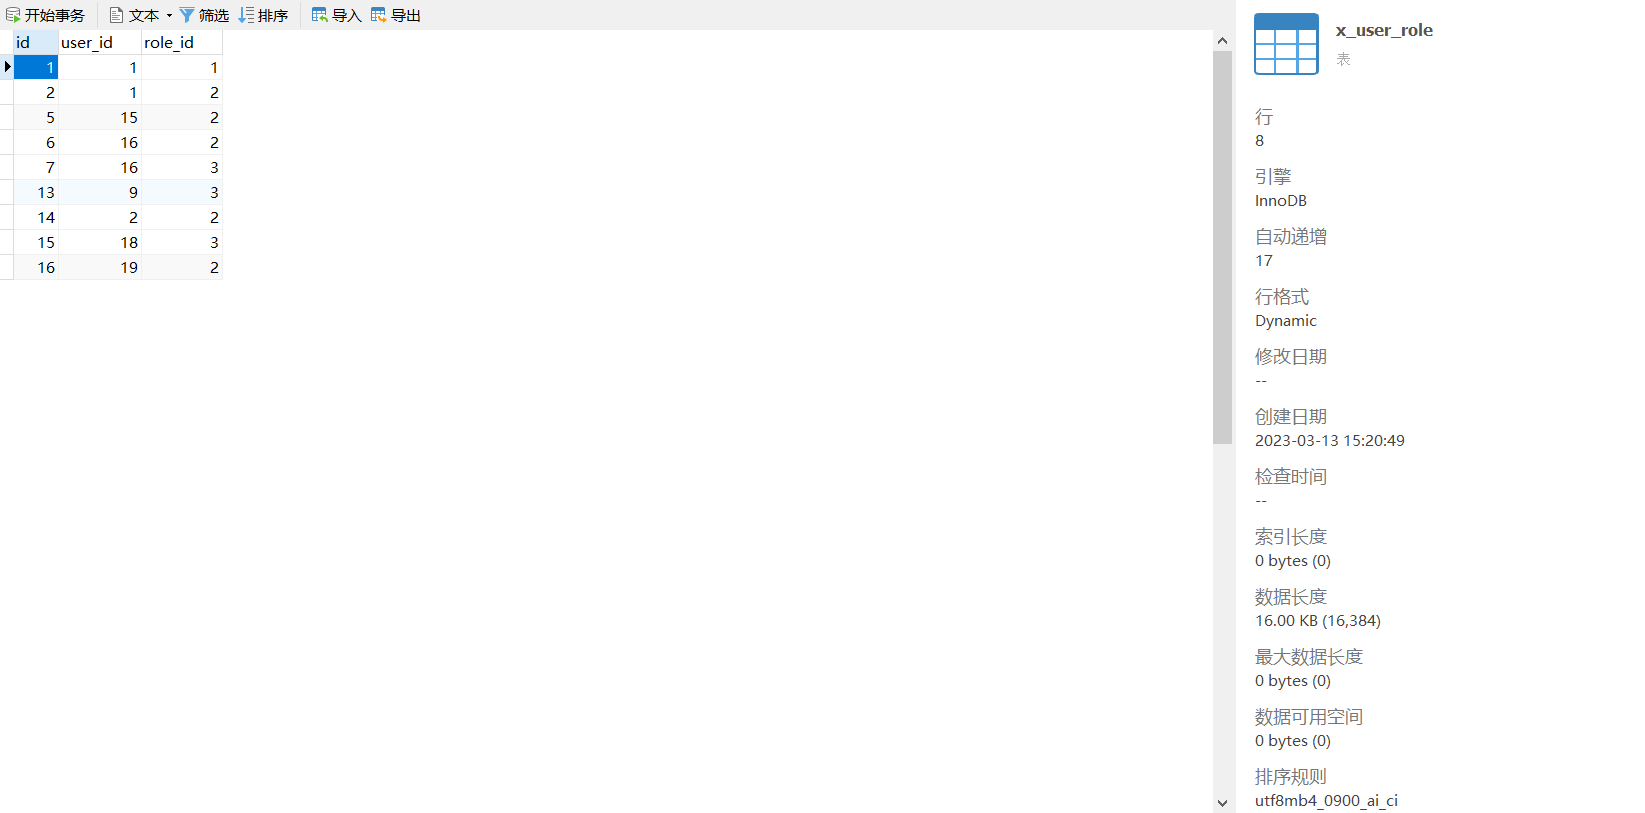 开始事务 文本 筛选 排序 导入 导出
id user_id role_id
1 1 1
2 1 2
5 15 2
6 16 2
7 16 3
13 9 3
14 2 2
15 18 3
16 19 2
x_user_role
表
行
8
引擎
InnoDB
自动递增
17
行格式
Dynamic
修改日期
--
创建日期
2023-03-13 15:20:49
检查时间
--
索引长度
0 bytes (0)
数据长度
16.00 KB (16,384)
最大数据长度
0 bytes (0)
数据可用空间
0 bytes (0)
排序规则
utf8mb4_0900_ai_ci